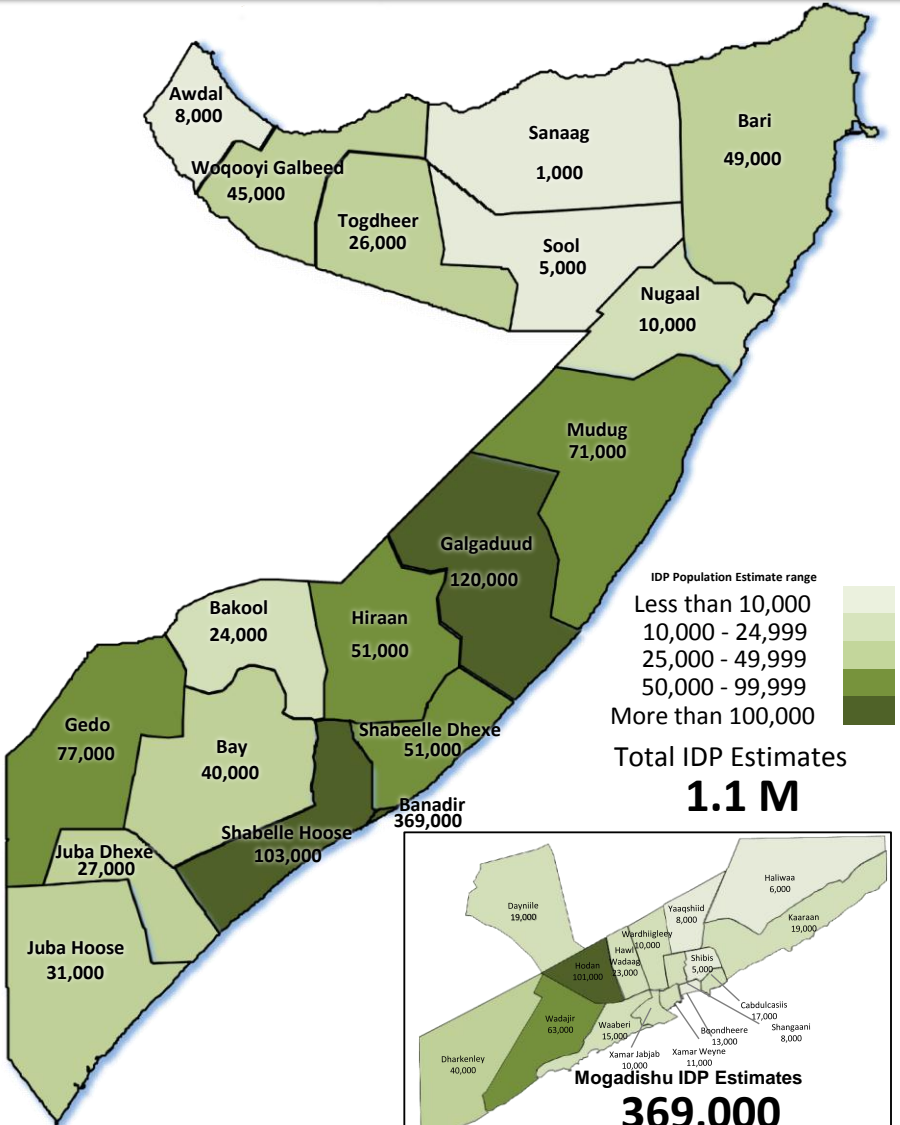 Awdal
8,000
Woqooyi Galbeed
45,000
Togdheer
26,000
Sanaag
1,000
Bari
49,000
Sool
5,000
Nugaal
10,000
Mudug
71,000
Galgaduud
120,000
Bakool
24,000
Hiraan
51,000
Gedo
77,000
Bay
40,000
Shabeelle Dhexe
51,000
Banadir
369,000
Shabelle Hoose
103,000
Juba Dhexe
27,000
Juba Hoose
31,000
IDP Population Estimate range
Less than 10,000
10,000 - 24,999
25,000 - 49,999
50,000 - 99,999
More than 100,000
Total IDP Estimates
1.1 M
Dayniile
19,000
Haliwaa
6,000
Yaaqshiid
8,000
Kaaraan
19,000
Wardhiigleey
10,000
Hawl
Wadaag
23,000
Hodan
101,000
Shibis
5,000
Wadajir
63,000
Waaberi
15,000
Cabdulcasiis
17,000
Shangaani
8,000
Boondheere
13,000
Xamar Weyne
11,000
Xamar Jabjab
10,000
Dharkenley
40,000
Mogadishu IDP Estimates
369,000